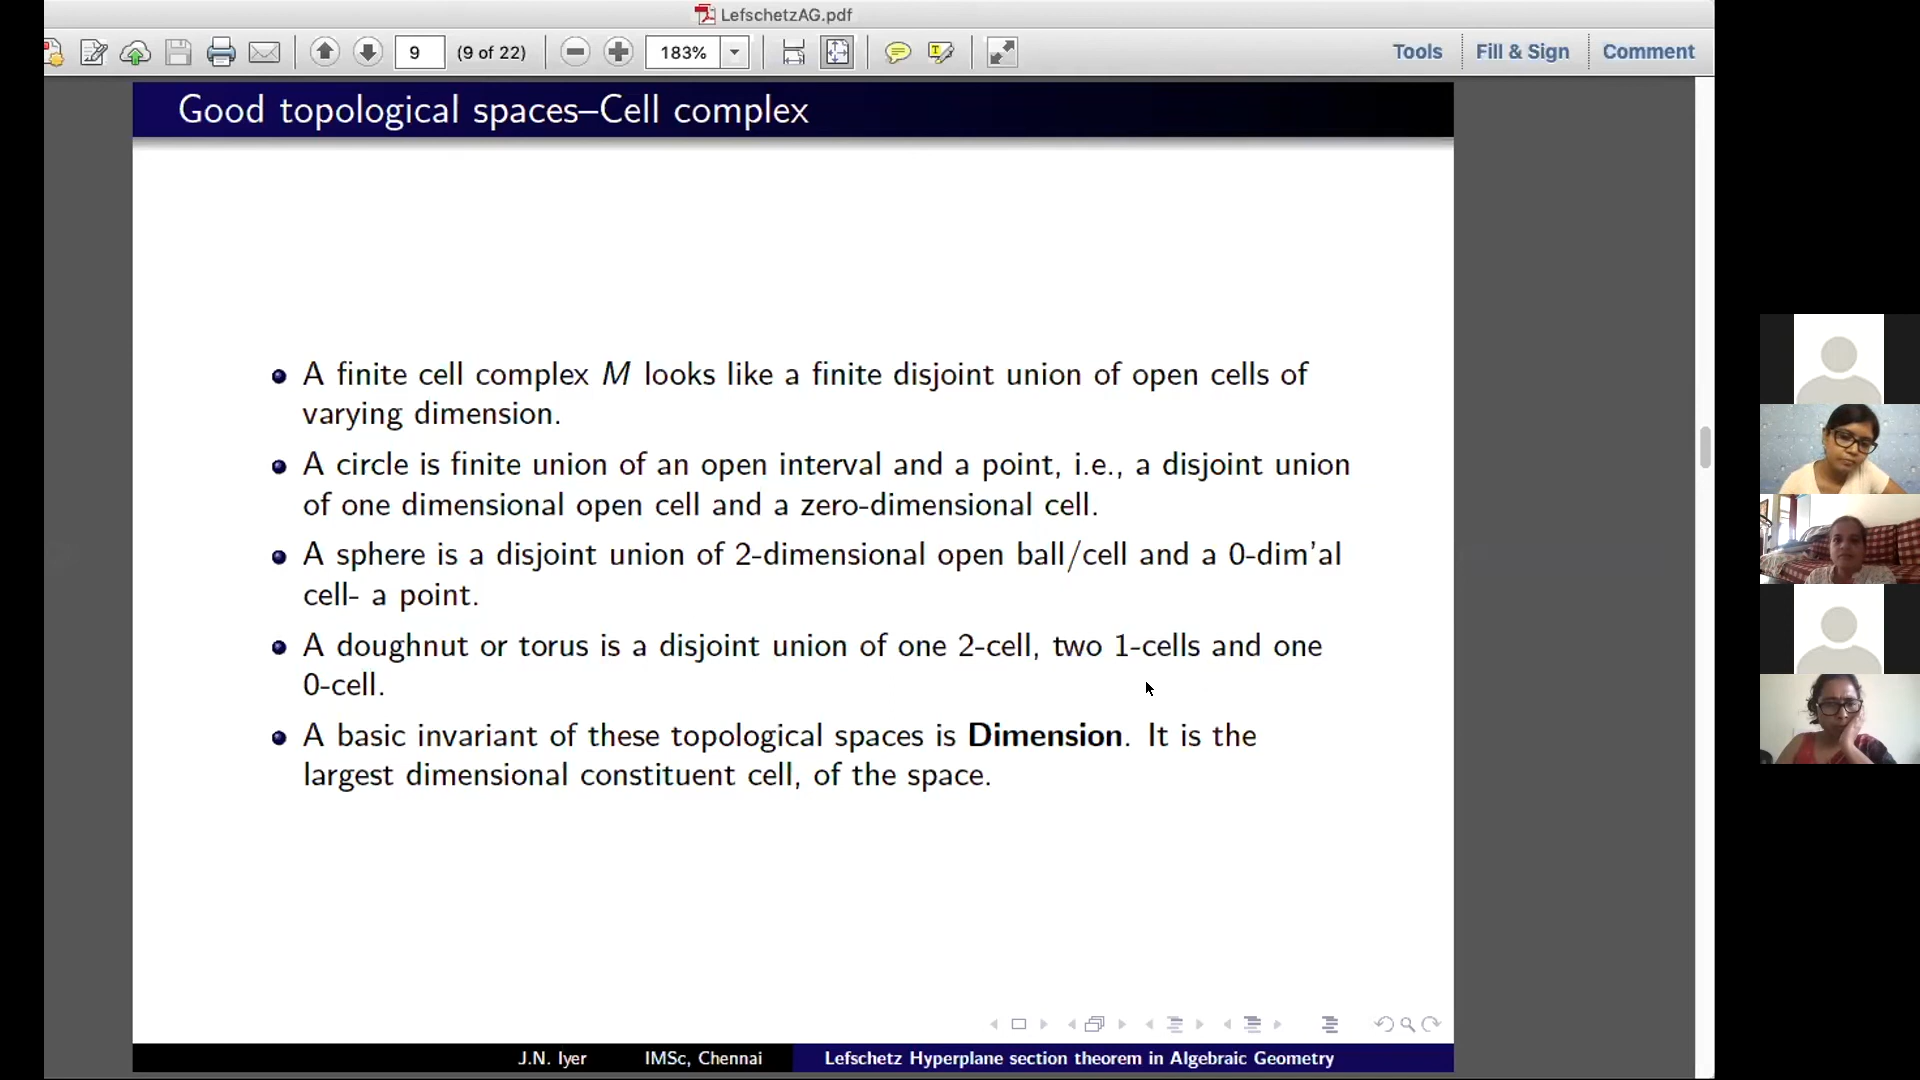 LefschetzAG.pdf
9 (9 of 22) 183% Tools Fill & Sign Comment
Good topological spaces–Cell complex
A finite cell complex M looks like a finite disjoint union of open cells of
varying dimension.
A circle is finite union of an open interval and a point, i.e., a disjoint union
of one dimensional open cell and a zero-dimensional cell.
A sphere is a disjoint union of 2-dimensional open ball/cell and a 0-dim'al
cell- a point.
A doughnut or torus is a disjoint union of one 2-cell, two 1-cells and one
0-cell.
A basic invariant of these topological spaces is Dimension. It is the
largest dimensional constituent cell, of the space.
J.N. Iyer IMSc, Chennai Lefschetz Hyperplane section theorem in Algebraic Geometry